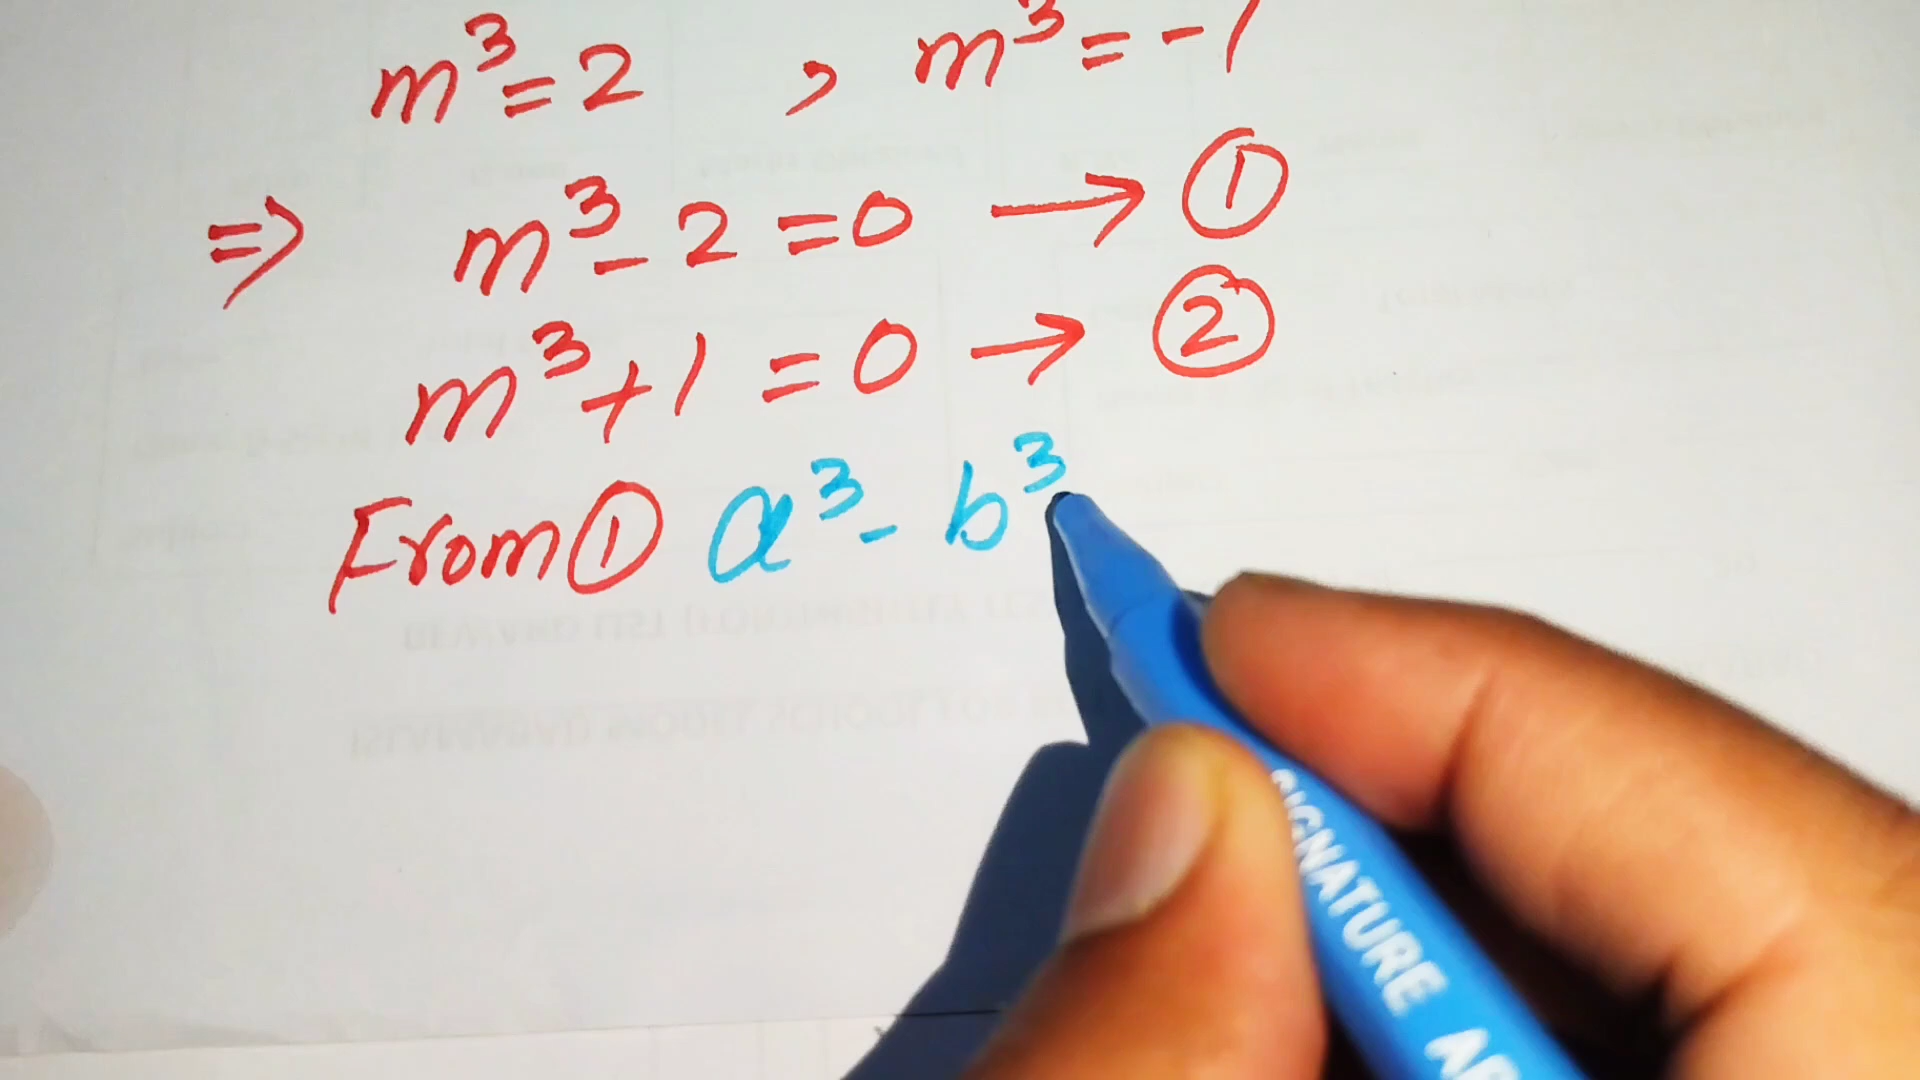 m³=2 , m³=-1
⇒ m³-2=0 → ①
m³+1=0 → ②
From ① a³-b³
SIGNATURE